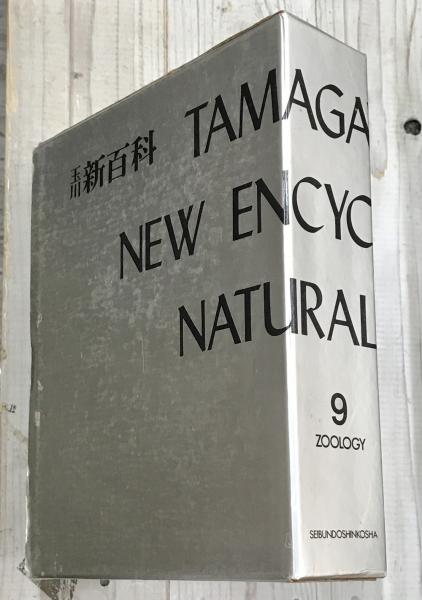 玉川新百科 TAMAGA
NEW ENCYC
NATURAL
9
ZOOLOGY
SEIBUNDOSHINKOSHA